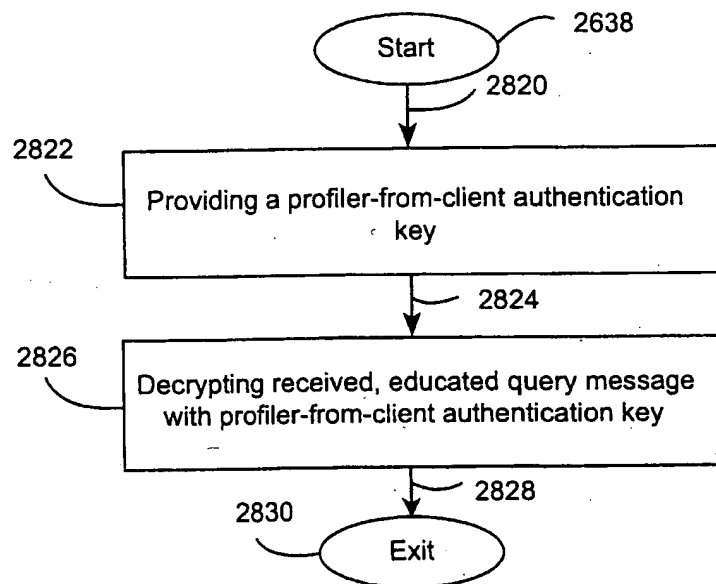 Start
2638
2820
2822
Providing a profiler-from-client authentication
key
2824
2826
Decrypting received, educated query message
with profiler-from-client authentication key
2828
2830
Exit